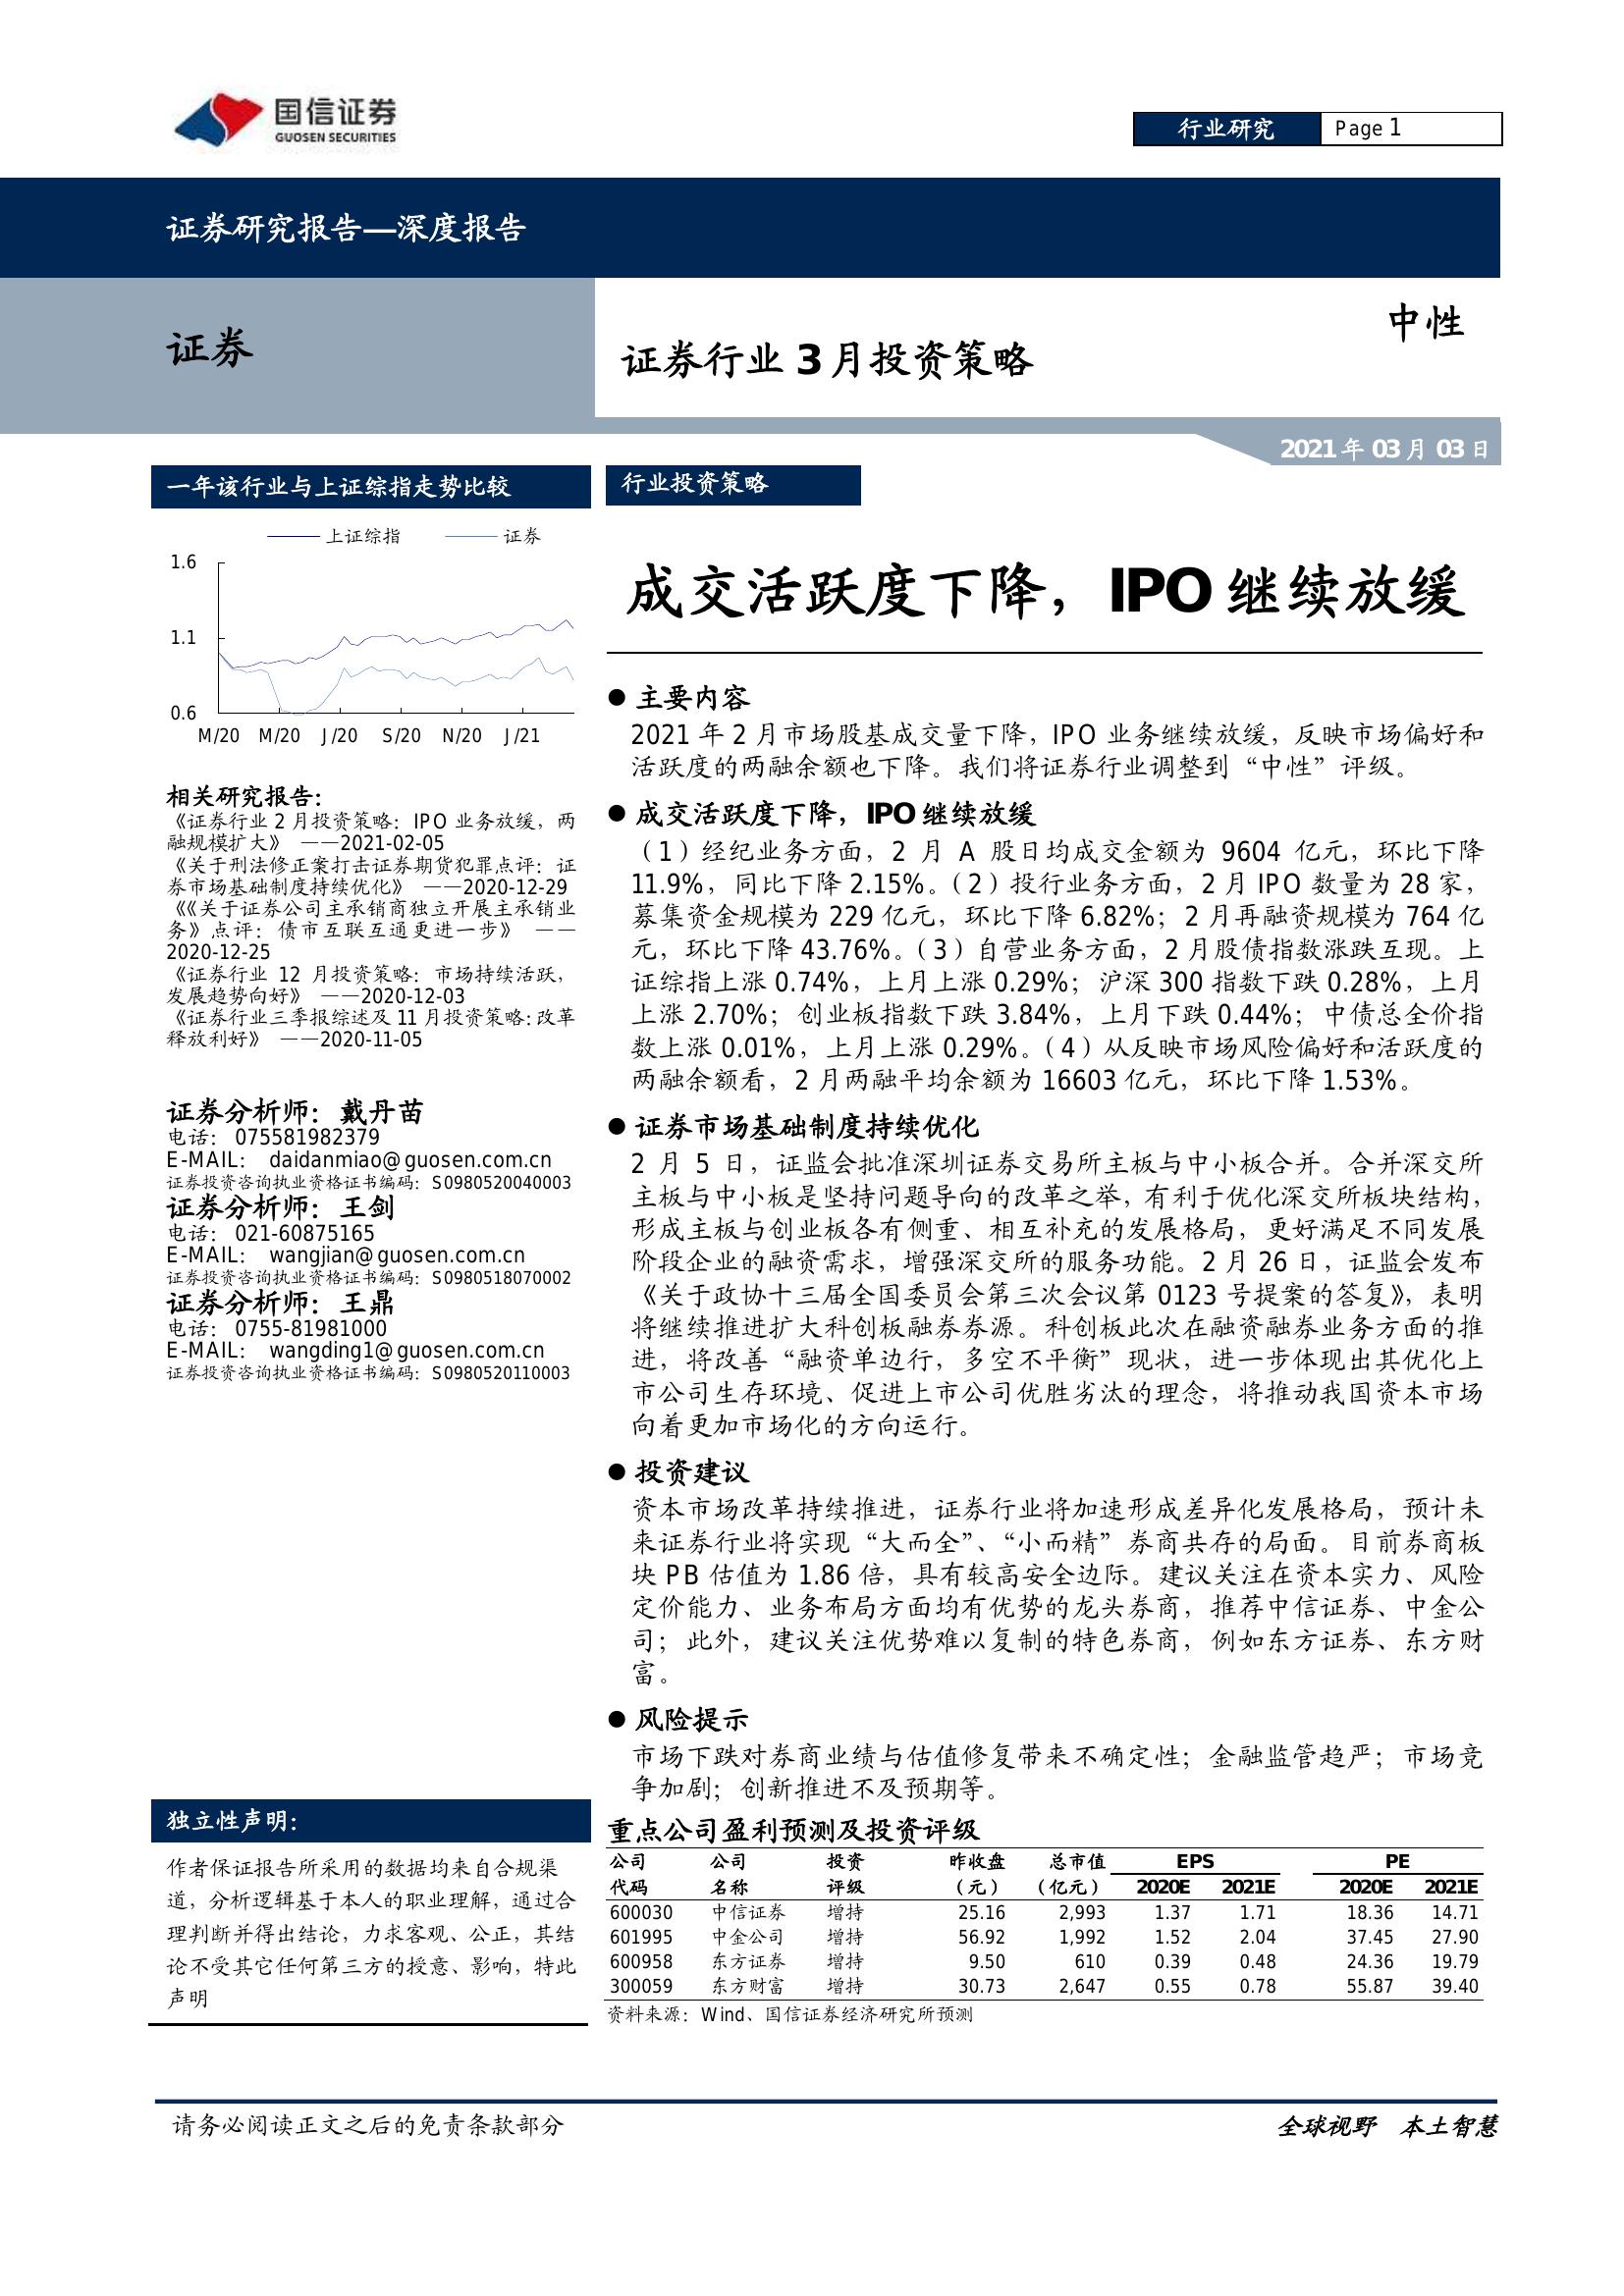 国信证券
GUOSEN SECURITIES
行业研究
Page 1
证券研究报告—深度报告
证券
证券行业 3 月投资策略
中性
2021 年 03 月 03 日
一年该行业与上证综指走势比较
上证综指
证券
1.6
1.1
0.6
M/20 M/20 J/20 S/20 N/20 J/21
相关研究报告：
《证券行业 2 月投资策略：IPO 业务放缓，两
融规模扩大》 ——2021-02-05
《关于刑法修正案打击证券期货犯罪点评：证
券市场基础制度持续优化》 ——2020-12-29
《《关于证券公司主承销商独立开展主承销业
务》点评：债市互联互通更进一步》 ——
2020-12-25
《证券行业 12 月投资策略：市场持续活跃，
发展趋势向好》 ——2020-12-03
《证券行业三季报综述及 11 月投资策略：改革
释放利好》 ——2020-11-05
证券分析师：戴丹苗
电话： 075581982379
E-MAIL： daidanmiao@guosen.com.cn
证券投资咨询执业资格证书编码：S0980520040003
证券分析师：王剑
电话： 021-60875165
E-MAIL： wangjian@guosen.com.cn
证券投资咨询执业资格证书编码：S0980518070002
证券分析师：王鼎
电话： 0755-81981000
E-MAIL： wangding1@guosen.com.cn
证券投资咨询执业资格证书编码：S0980520110003
独立性声明：
作者保证报告所采用的数据均来自合规渠
道，分析逻辑基于本人的职业理解，通过合
理判断并得出结论，力求客观、公正，其结
论不受其它任何第三方的授意、影响，特此
声明
行业投资策略
成交活跃度下降，IPO 继续放缓
● 主要内容
2021 年 2 月市场股基成交量下降，IPO 业务继续放缓，反映市场偏好和
活跃度的两融余额也下降。我们将证券行业调整到“中性”评级。
● 成交活跃度下降，IPO 继续放缓
（1）经纪业务方面，2 月 A 股日均成交金额为 9604 亿元，环比下降
11.9%，同比下降 2.15%。（2）投行业务方面，2 月 IPO 数量为 28 家，
募集资金规模为 229 亿元，环比下降 6.82%；2 月再融资规模为 764 亿
元，环比下降 43.76%。（3）自营业务方面，2 月股债指数涨跌互现。上
证综指上涨 0.74%，上月上涨 0.29%；沪深 300 指数下跌 0.28%，上月
上涨 2.70%；创业板指数下跌 3.84%，上月下跌 0.44%；中债总全价指
数上涨 0.01%，上月上涨 0.29%。（4）从反映市场风险偏好和活跃度的
两融余额看，2 月两融平均余额为 16603 亿元，环比下降 1.53%。
● 证券市场基础制度持续优化
2 月 5 日，证监会批准深圳证券交易所主板与中小板合并。合并深交所
主板与中小板是坚持问题导向的改革之举，有利于优化深交所板块结构，
形成主板与创业板各有侧重、相互补充的发展格局，更好满足不同发展
阶段企业的融资需求，增强深交所的服务功能。2 月 26 日，证监会发布
《关于政协十三届全国委员会第三次会议第 0123 号提案的答复》，表明
将继续推进扩大科创板融券券源。科创板此次在融资融券业务方面的推
进，将改善“融资单边行，多空不平衡”现状，进一步体现出其优化上
市公司生存环境、促进上市公司优胜劣汰的理念，将推动我国资本市场
向着更加市场化的方向运行。
● 投资建议
资本市场改革持续推进，证券行业将加速形成差异化发展格局，预计未
来证券行业将实现“大而全”、“小而精”券商共存的局面。目前券商板
块 PB 估值为 1.86 倍，具有较高安全边际。建议关注在资本实力、风险
定价能力、业务布局方面均有优势的龙头券商，推荐中信证券、中金公
司；此外，建议关注优势难以复制的特色券商，例如东方证券、东方财
富。
● 风险提示
市场下跌对券商业绩与估值修复带来不确定性；金融监管趋严；市场竞
争加剧；创新推进不及预期等。
重点公司盈利预测及投资评级
公司 公司 投资 昨收盘 总市值 EPS PE
代码 名称 评级 （元） （亿元） 2020E 2021E 2020E 2021E
600030 中信证券 增持 25.16 2,993 1.37 1.71 18.36 14.71
601995 中金公司 增持 56.92 1,992 1.52 2.04 37.45 27.90
600958 东方证券 增持 9.50 610 0.39 0.48 24.36 19.79
300059 东方财富 增持 30.73 2,647 0.55 0.78 55.87 39.40
资料来源：Wind、国信证券经济研究所预测
请务必阅读正文之后的免责条款部分
全球视野 本土智慧